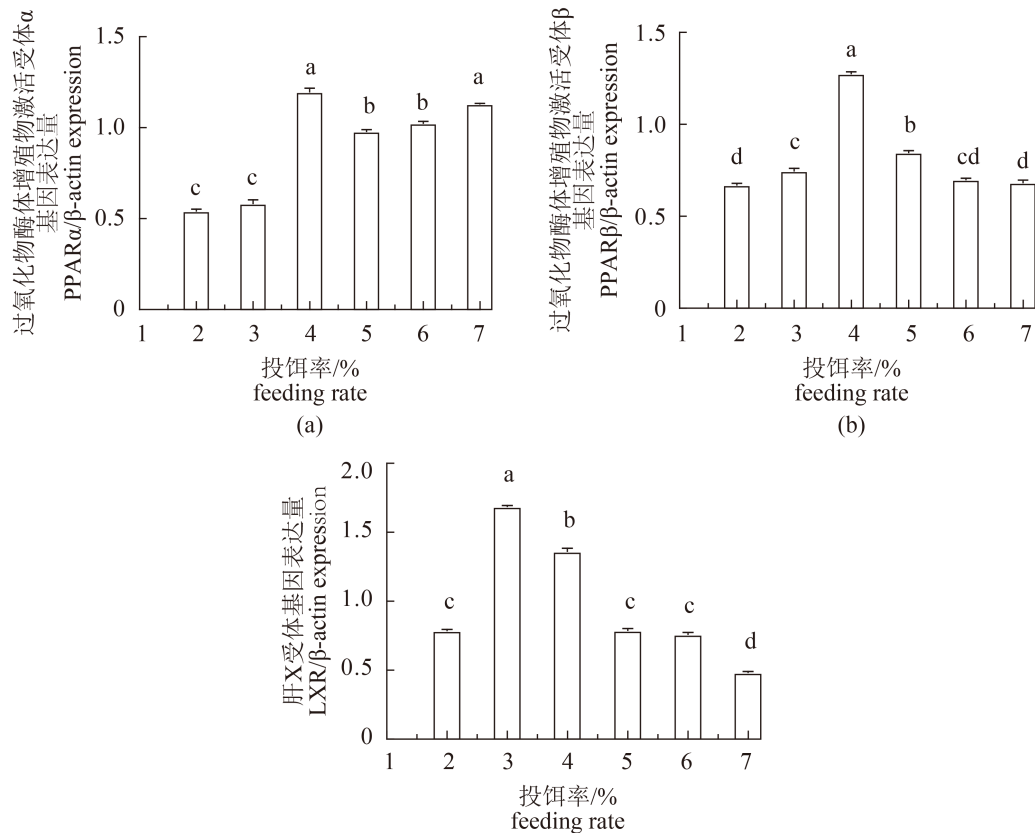 过氧化物酶体增殖物激活受体α
基因表达量
PPARα/β-actin expression
1.5
1.0
0.5
0
a
a
b
b
c
c
1 2 3 4 5 6 7
投饵率/%
feeding rate
(a)
过氧化物酶体增殖物激活受体β
基因表达量
PPARβ/β-actin expression
1.5
1.0
0.5
0
a
b
c
d
cd
d
1 2 3 4 5 6 7
投饵率/%
feeding rate
(b)
肝X受体基因表达量
LXR/β-actin expression
2.0
1.5
1.0
0.5
0
a
b
c
c
c
d
1 2 3 4 5 6 7
投饵率/%
feeding rate